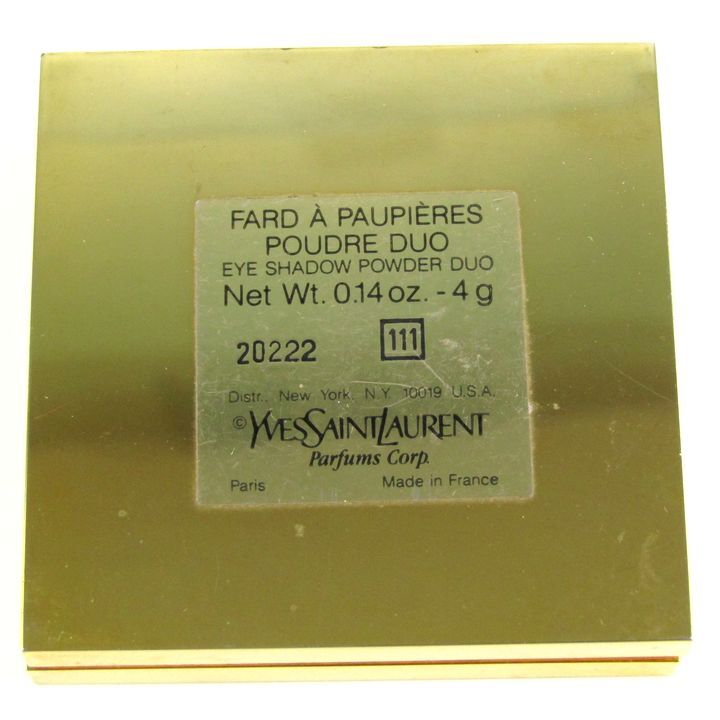 FARD À PAUPIÈRES
POUDRE DUO
EYE SHADOW POWDER DUO
Net Wt. 0.14 oz. - 4 g
20222 111
Distr., New York, N.Y. 10019 U.S.A.
© YVESSAINTLAURENT
Parfums Corp.
Paris Made in France